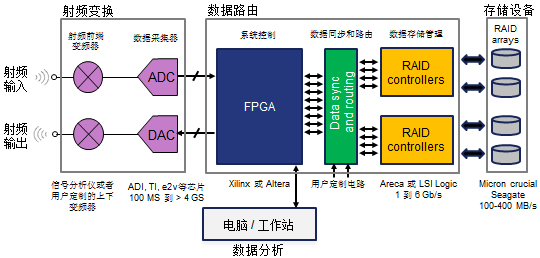 射频变换
数据路由
存储设备
射频前端
变频器
数据采集器
系统控制
数据同步和路由
数据存储管理
RAID
arrays
射频
输入
ADC
FPGA
Data sync
and routing
RAID
controllers
射频
输出
DAC
RAID
controllers
信号分析仪或者
用户定制的上下
变频器
ADI, TI, e2v等芯片
100 MS 到 > 4 GS
Xilinx 或 Altera
用户定制电路
Areca 或 LSI Logic
1 到 6 Gb/s
Micron crucial
Seagate
100-400 MB/s
电脑 / 工作站
数据分析